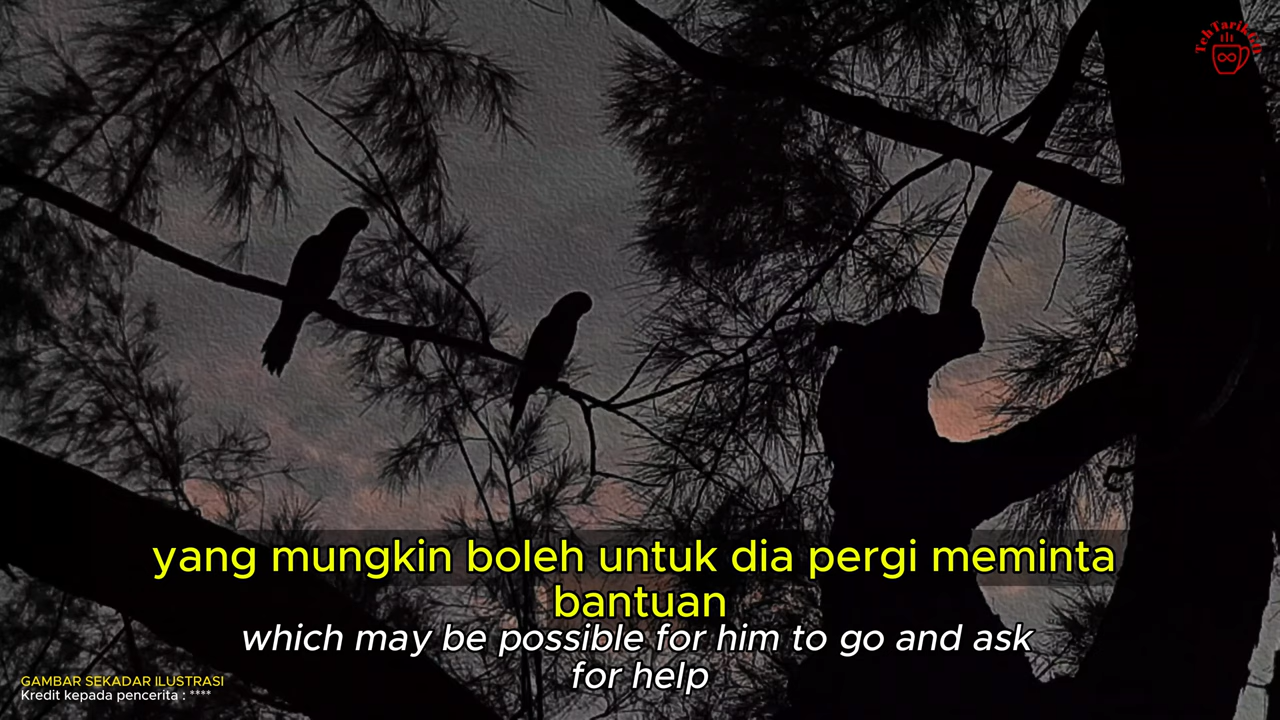 yang mungkin boleh untuk dia pergi meminta
bantuan
which may be possible for him to go and ask
for help
GAMBAR SEKADAR ILUSTRASI
Kredit kepada pencerita : ****